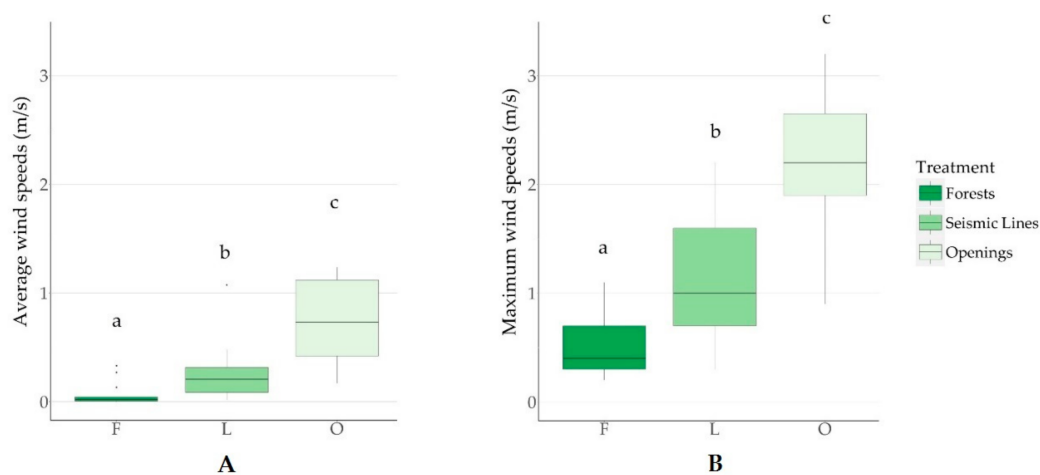 Average wind speeds (m/s)
3
2
1
0
a
b
c
F L O
A
Maximum wind speeds (m/s)
3
2
1
0
a
b
c
F L O
B
Treatment
Forests
Seismic Lines
Openings